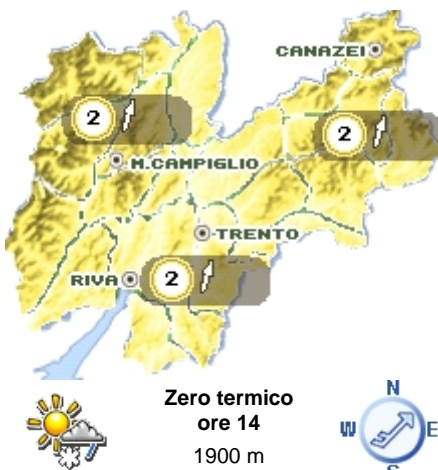 CANAZEI
2
2
M.CAMPIGLIO
TRENTO
RIVA
2
Zero termico
ore 14
1900 m
N
W
E
S